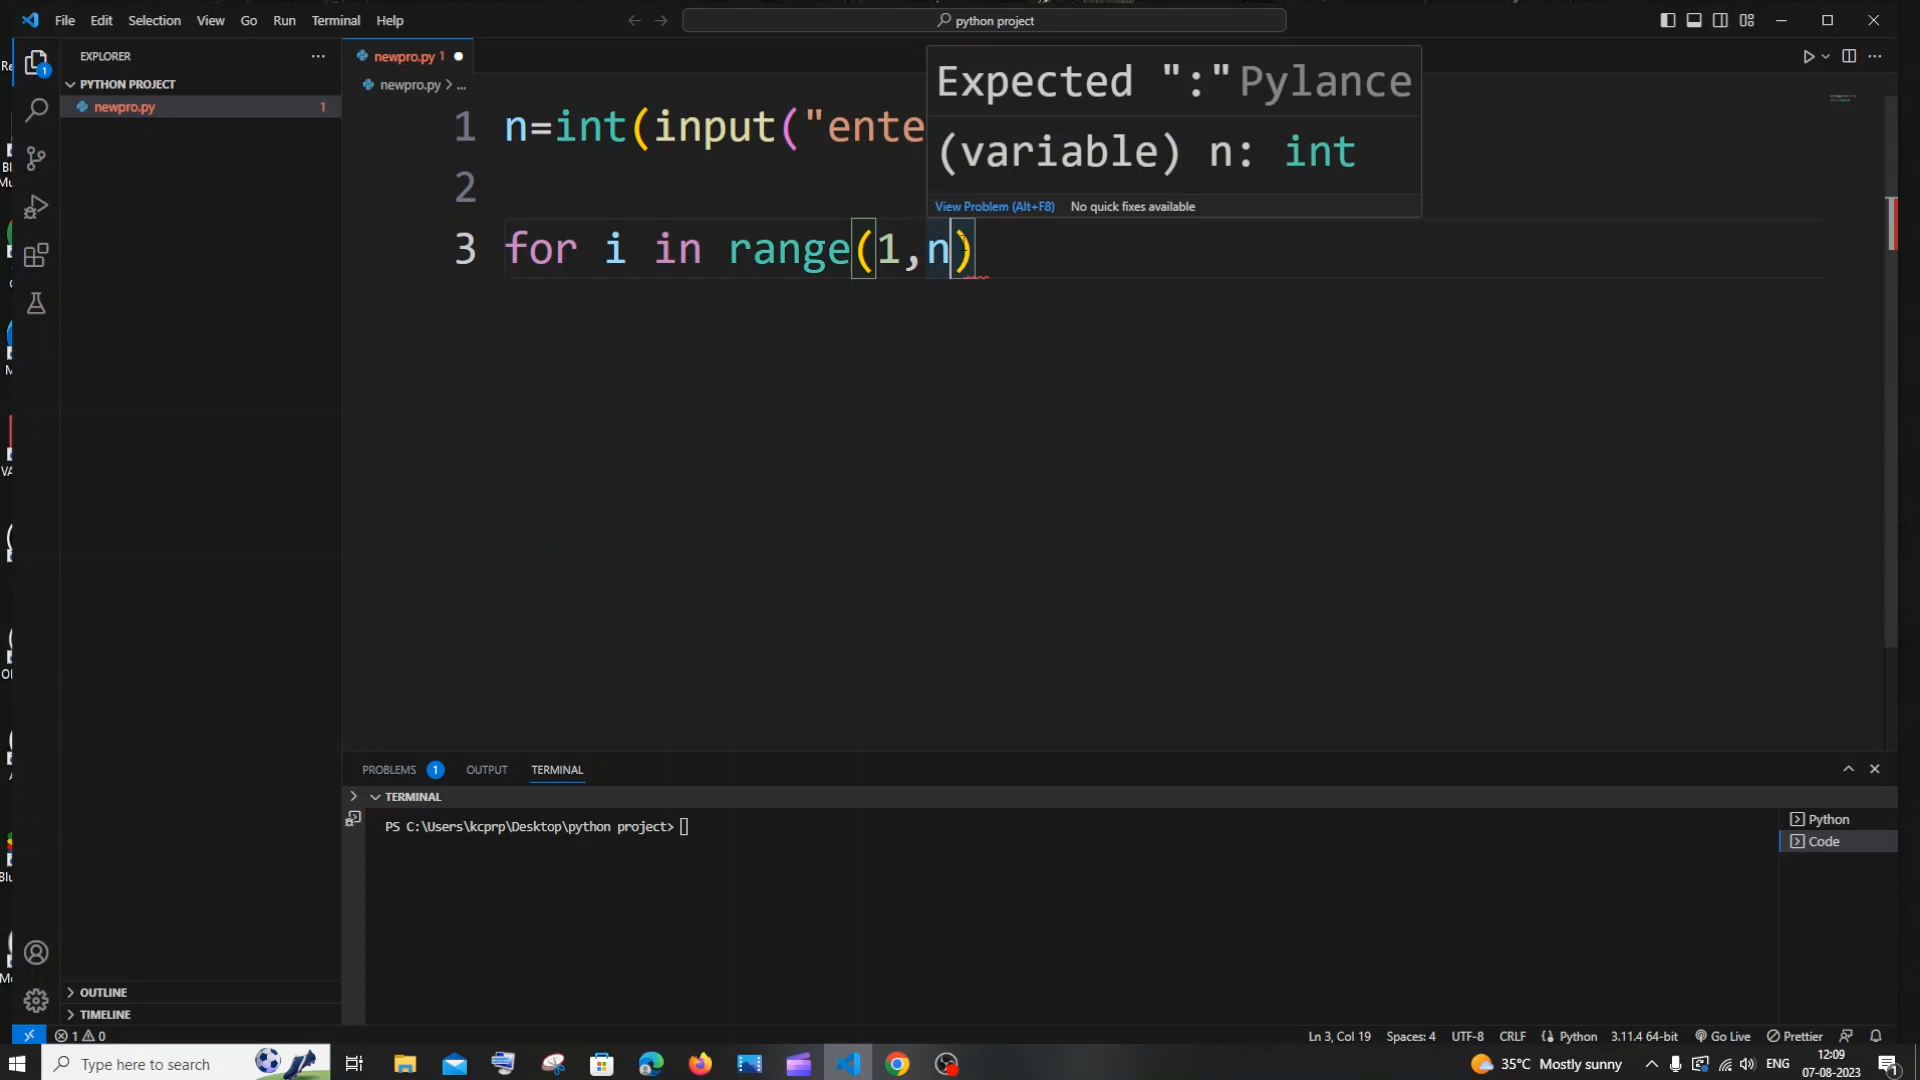 File Edit Selection View Go Run Terminal Help
python project
EXPLORER
PYTHON PROJECT
newpro.py 1
newpro.py 1
newpro.py > ...
1 n=int(input("ente
2
3 for i in range(1,n)
Expected ":" Pylance
(variable) n: int
View Problem (Alt+F8) No quick fixes available
PROBLEMS 1 OUTPUT TERMINAL
TERMINAL
PS C:\Users\kcprp\Desktop\python project>
Python
Code
OUTLINE
TIMELINE
1 0
Ln 3, Col 19 Spaces: 4 UTF-8 CRLF Python 3.11.4 64-bit Go Live Prettier
Type here to search
35°C Mostly sunny
ENG
12:09
07-08-2023